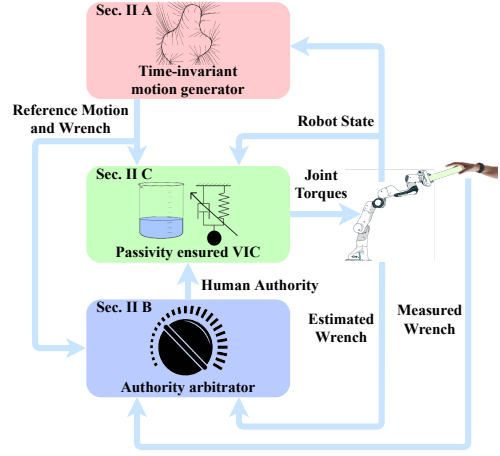 Sec. II A
Time-invariant
motion generator
Reference Motion
and Wrench
Robot State
Sec. II C
Joint
Torques
Passivity ensured VIC
Human Authority
Sec. II B
Estimated
Wrench
Measured
Wrench
Authority arbitrator